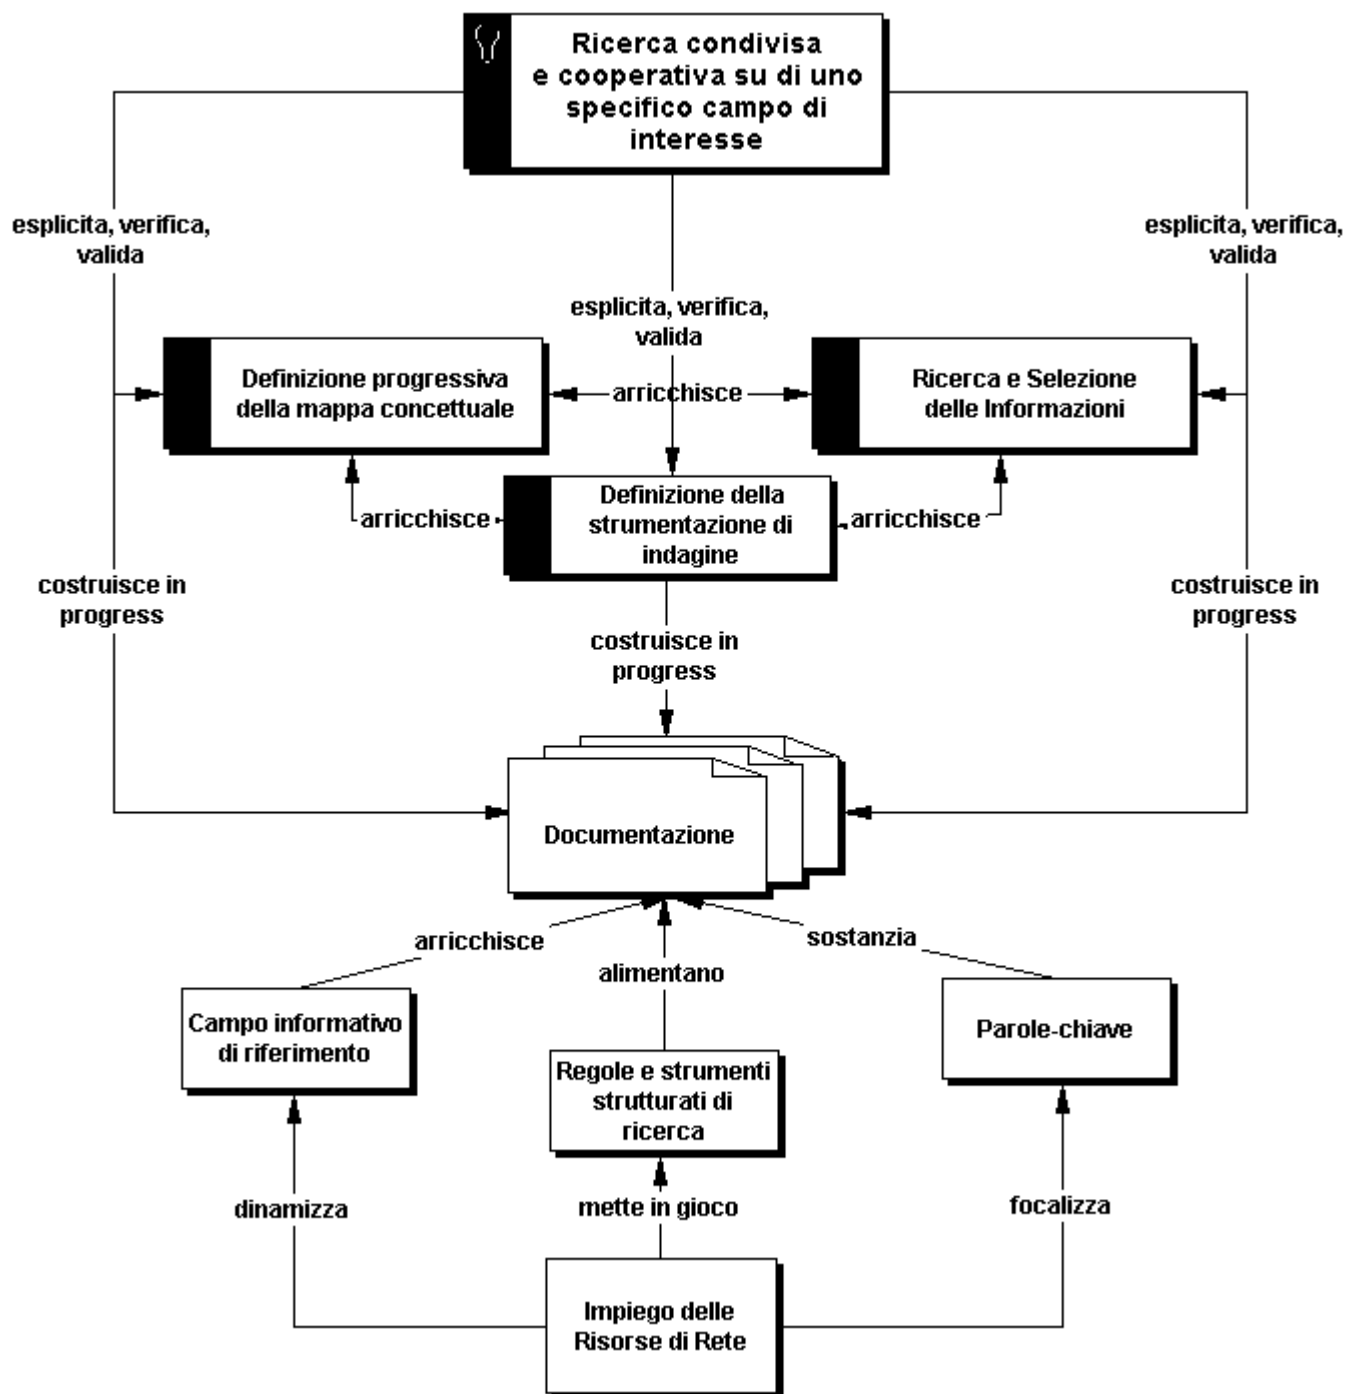 Ricerca condivisa
e cooperativa su di uno
specifico campo di
interesse
esplicita, verifica,
valida
esplicita, verifica,
valida
esplicita, verifica,
valida
Definizione progressiva
della mappa concettuale
arricchisce
Ricerca e Selezione
delle Informazioni
arricchisce
Definizione della
strumentazione di
indagine
arricchisce
costruisce in
progress
costruisce in
progress
costruisce in
progress
Documentazione
arricchisce
alimentano
sostanzia
Campo informativo
di riferimento
Regole e strumenti
strutturati di
ricerca
Parole-chiave
dinamizza
mette in gioco
focalizza
Impiego delle
Risorse di Rete